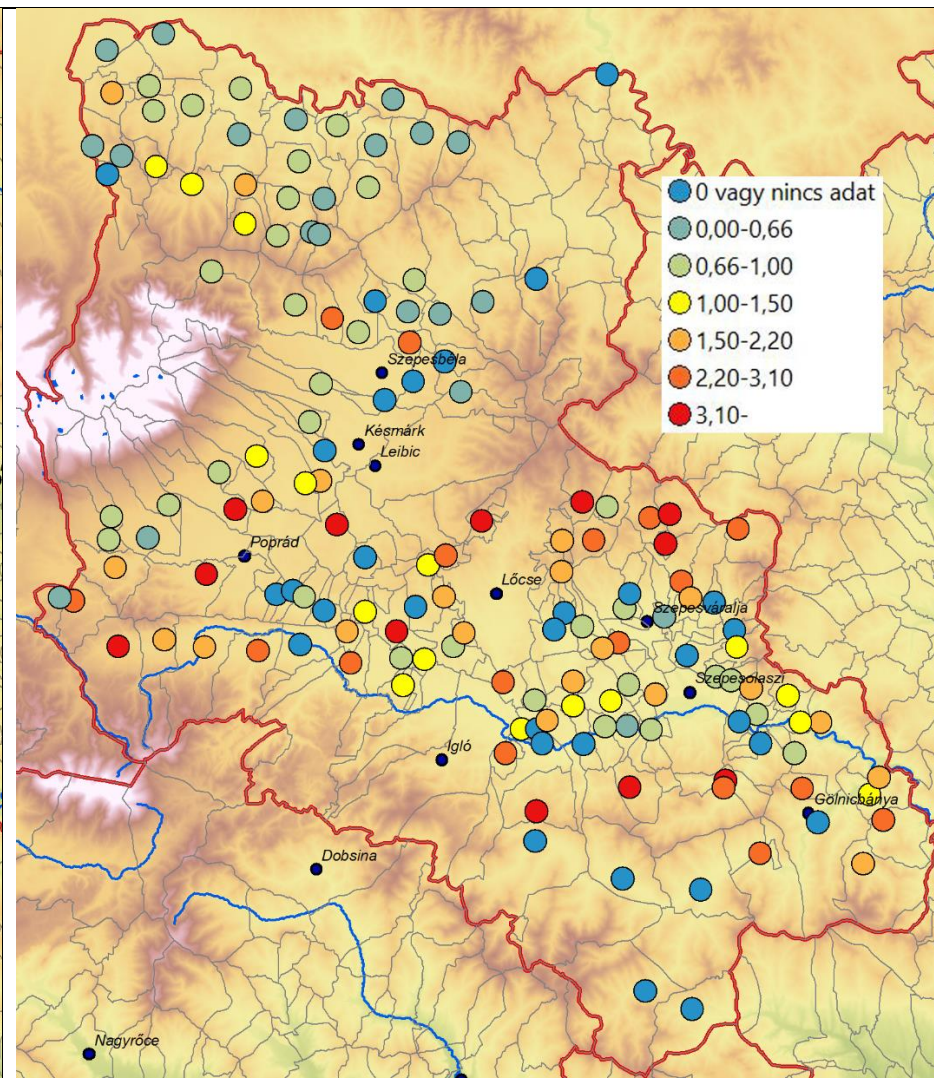 0 vagy nincs adat
0,00-0,66
0,66-1,00
1,00-1,50
1,50-2,20
2,20-3,10
3,10-
Szepesbéla
Késmárk
Leibic
Poprád
Lőcse
Szepesváralja
Szepesolaszi
Igló
Gölnicbánya
Dobsina
Nagyrőce